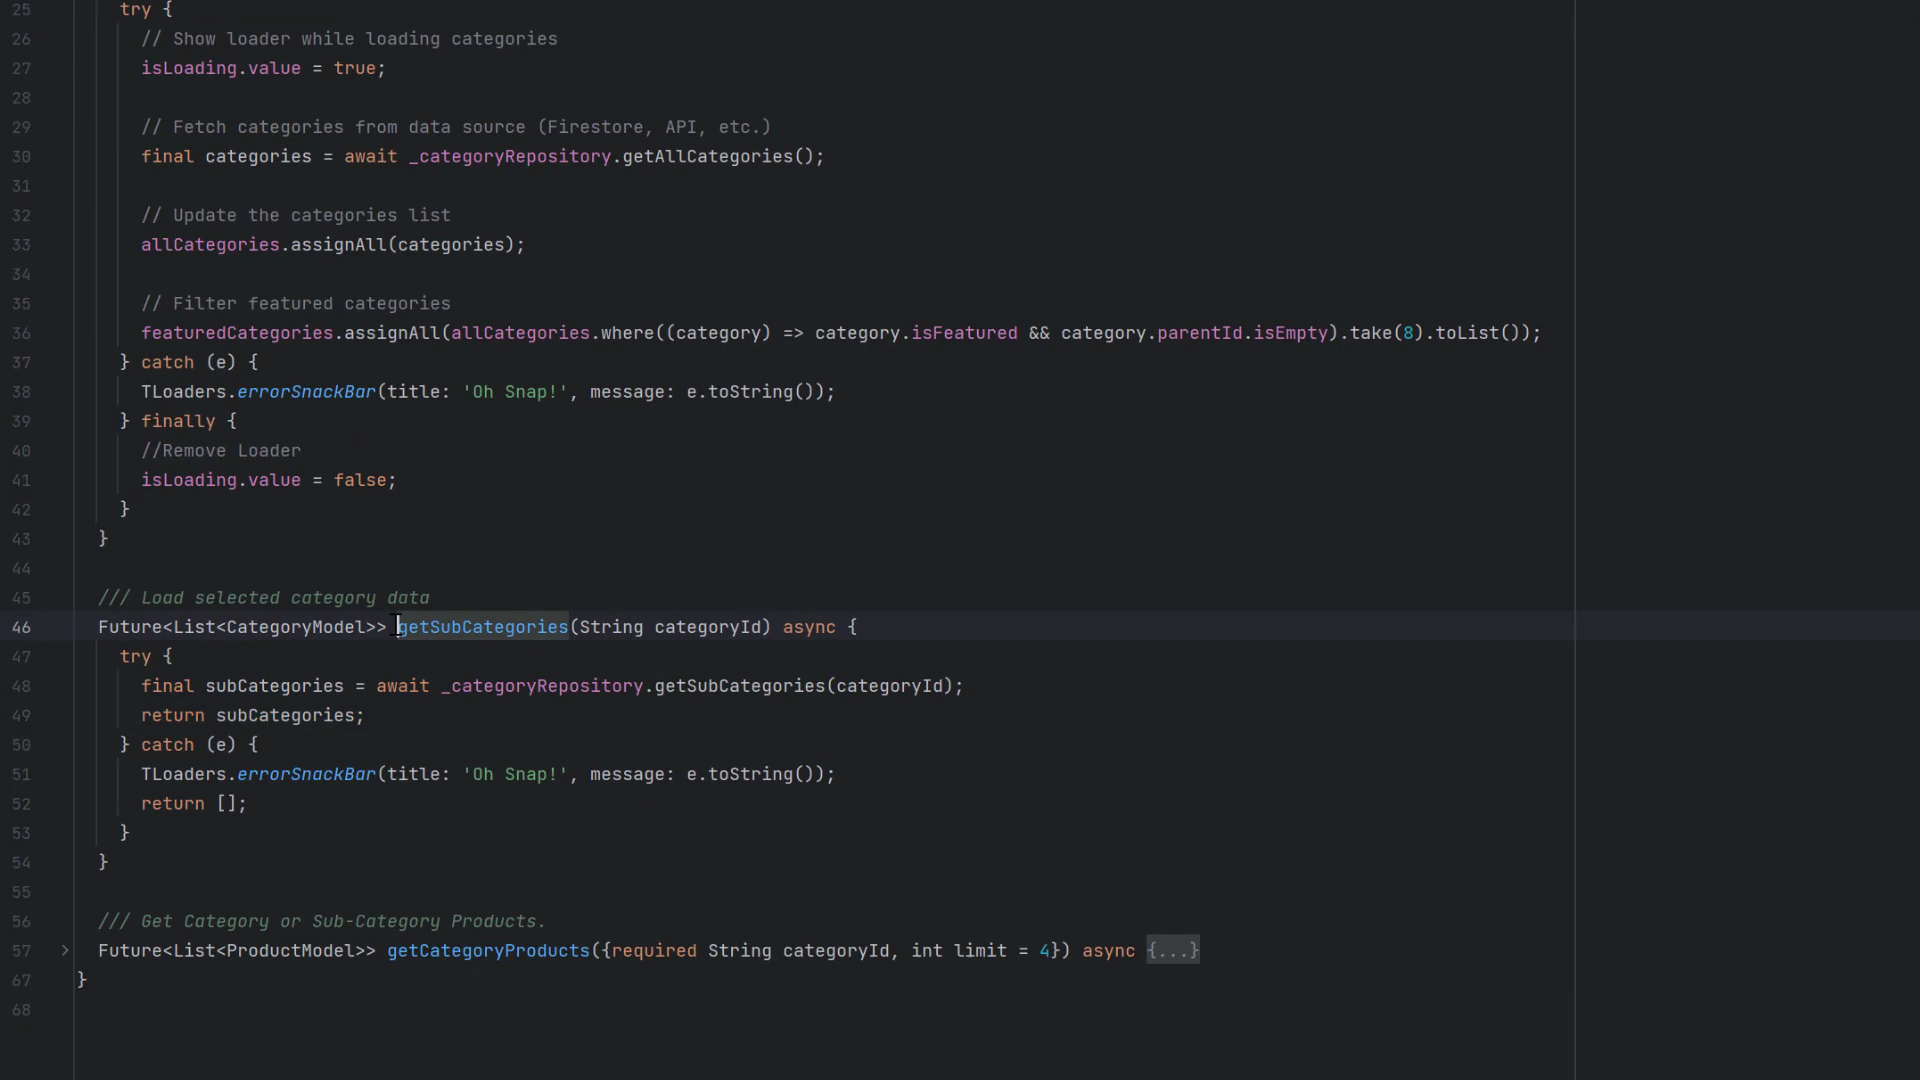 25 try {
26 // Show loader while loading categories
27 isLoading.value = true;
28
29 // Fetch categories from data source (Firestore, API, etc.)
30 final categories = await _categoryRepository.getAllCategories();
31
32 // Update the categories list
33 allCategories.assignAll(categories);
34
35 // Filter featured categories
36 featuredCategories.assignAll(allCategories.where((category) => category.isFeatured && category.parentId.isEmpty).take(8).toList());
37 } catch (e) {
38 TLoaders.errorSnackBar(title: 'Oh Snap!', message: e.toString());
39 } finally {
40 //Remove Loader
41 isLoading.value = false;
42 }
43 }
44
45 /// Load selected category data
46 Future<List<CategoryModel>> getSubCategories(String categoryId) async {
47 try {
48 final subCategories = await _categoryRepository.getSubCategories(categoryId);
49 return subCategories;
50 } catch (e) {
51 TLoaders.errorSnackBar(title: 'Oh Snap!', message: e.toString());
52 return [];
53 }
54 }
55
56 /// Get Category or Sub-Category Products.
57 Future<List<ProductModel>> getCategoryProducts({required String categoryId, int limit = 4}) async {...}
67 }
68